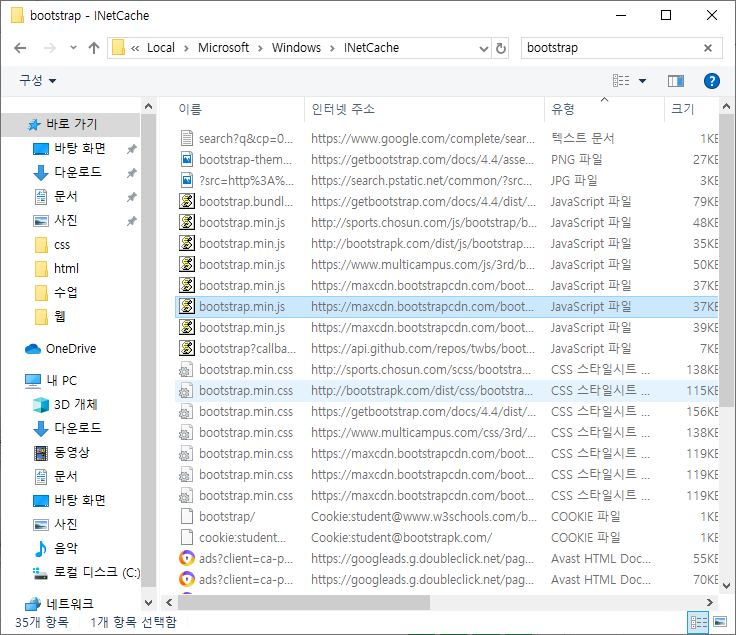 bootstrap - INetCache
« Local > Microsoft > Windows > INetCache
bootstrap
구성
이름 인터넷 주소 유형 크기
바로 가기
바탕 화면
다운로드
문서
사진
css
html
수업
웹
OneDrive
내 PC
3D 개체
다운로드
동영상
문서
바탕 화면
사진
음악
로컬 디스크 (C:)
네트워크
search?q&cp=0... https://www.google.com/complete/sear... 텍스트 문서 1KB
bootstrap-them... https://getbootstrap.com/docs/4.4/asse... PNG 파일 27KB
?src=http%3A%... https://search.pstatic.net/common/?src... JPG 파일 3KB
bootstrap.bundl... https://getbootstrap.com/docs/4.4/dist/... JavaScript 파일 79KB
bootstrap.min.js http://sports.chosun.com/js/bootstrap/b... JavaScript 파일 48KB
bootstrap.min.js http://bootstrapk.com/dist/js/bootstrap.... JavaScript 파일 35KB
bootstrap.min.js https://www.multicampus.com/js/3rd/b... JavaScript 파일 50KB
bootstrap.min.js https://maxcdn.bootstrapcdn.com/boot... JavaScript 파일 37KB
bootstrap.min.js https://maxcdn.bootstrapcdn.com/boot... JavaScript 파일 37KB
bootstrap.min.js https://maxcdn.bootstrapcdn.com/boot... JavaScript 파일 39KB
bootstrap?callba... https://api.github.com/repos/twbs/boot... JavaScript 파일 7KB
bootstrap.min.css http://sports.chosun.com/scss/bootstra... CSS 스타일시트 ... 138KB
bootstrap.min.css http://bootstrapk.com/dist/css/bootstra... CSS 스타일시트 ... 115KB
bootstrap.min.css https://getbootstrap.com/docs/4.4/dist/... CSS 스타일시트 ... 156KB
bootstrap.min.css https://www.multicampus.com/css/3rd/... CSS 스타일시트 ... 138KB
bootstrap.min.css https://maxcdn.bootstrapcdn.com/boot... CSS 스타일시트 ... 119KB
bootstrap.min.css https://maxcdn.bootstrapcdn.com/boot... CSS 스타일시트 ... 119KB
bootstrap.min.css https://maxcdn.bootstrapcdn.com/boot... CSS 스타일시트 ... 119KB
bootstrap/ Cookie:student@www.w3schools.com/b... COOKIE 파일 1KB
cookie:student... Cookie:student@bootstrapk.com/ COOKIE 파일 1KB
ads?client=ca-p... https://googleads.g.doubleclick.net/pag... Avast HTML Doc... 55KB
ads?client=ca-p... https://googleads.g.doubleclick.net/pag... Avast HTML Doc... 70KB
35개 항목 1개 항목 선택함